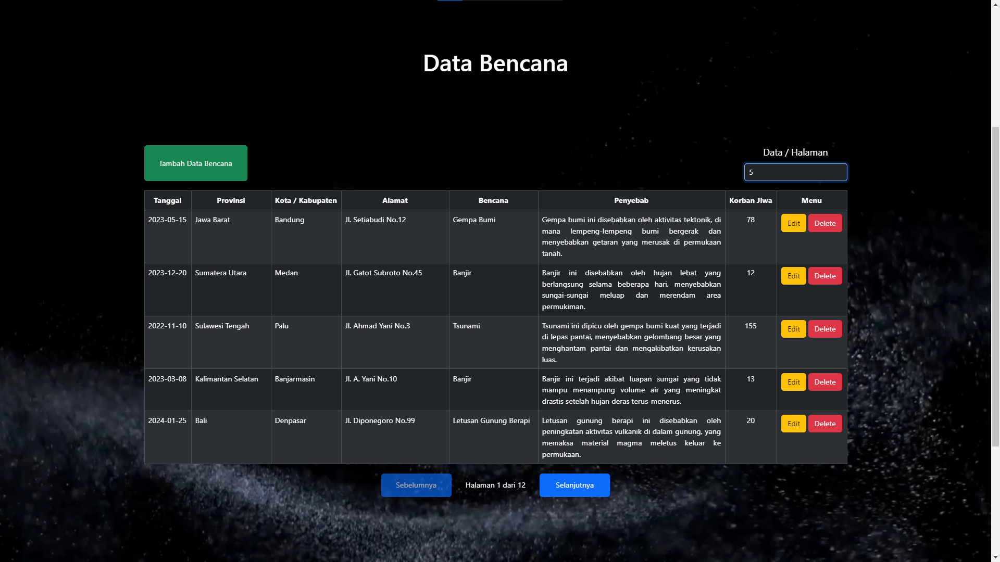 Data Bencana
Tambah Data Bencana
Data / Halaman
5
Tanggal Provinsi Kota / Kabupaten Alamat Bencana Penyebab Korban Jiwa Menu
2023-05-15 Jawa Barat Bandung Jl. Setiabudi No.12 Gempa Bumi Gempa bumi ini disebabkan oleh aktivitas tektonik, di 78 Edit Delete
mana lempeng-lempeng bumi bergerak dan
menyebabkan getaran yang merusak di permukaan
tanah.
2023-12-20 Sumatera Utara Medan Jl. Gatot Subroto No.45 Banjir Banjir ini disebabkan oleh hujan lebat yang 12 Edit Delete
berlangsung selama beberapa hari, menyebabkan
sungai-sungai meluap dan merendam area
permukiman.
2022-11-10 Sulawesi Tengah Palu Jl. Ahmad Yani No.3 Tsunami Tsunami ini dipicu oleh gempa bumi kuat yang terjadi 155 Edit Delete
di lepas pantai, menyebabkan gelombang besar yang
menghantam pantai dan mengakibatkan kerusakan
luas.
2023-03-08 Kalimantan Selatan Banjarmasin Jl. A. Yani No.10 Banjir Banjir ini terjadi akibat luapan sungai yang tidak 13 Edit Delete
mampu menampung volume air yang meningkat
drastis setelah hujan deras terus-menerus.
2024-01-25 Bali Denpasar Jl. Diponegoro No.99 Letusan Gunung Berapi Letusan gunung berapi ini disebabkan oleh 20 Edit Delete
peningkatan aktivitas vulkanik di dalam gunung, yang
memaksa material magma meletus keluar ke
permukaan.
Sebelumnya Halaman 1 dari 12 Selanjutnya